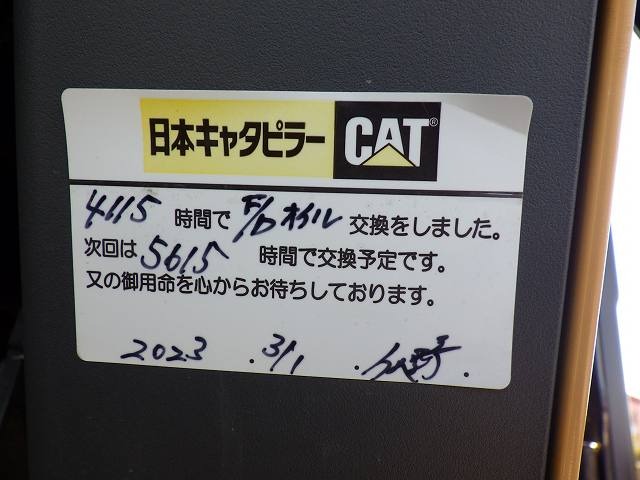 日本キャタピラー CAT®
4115 時間で F/Dオイル 交換をしました。
次回は 5615 時間で交換予定です。
又の御用命を心からお待ちしております。
2023 . 3/1 .